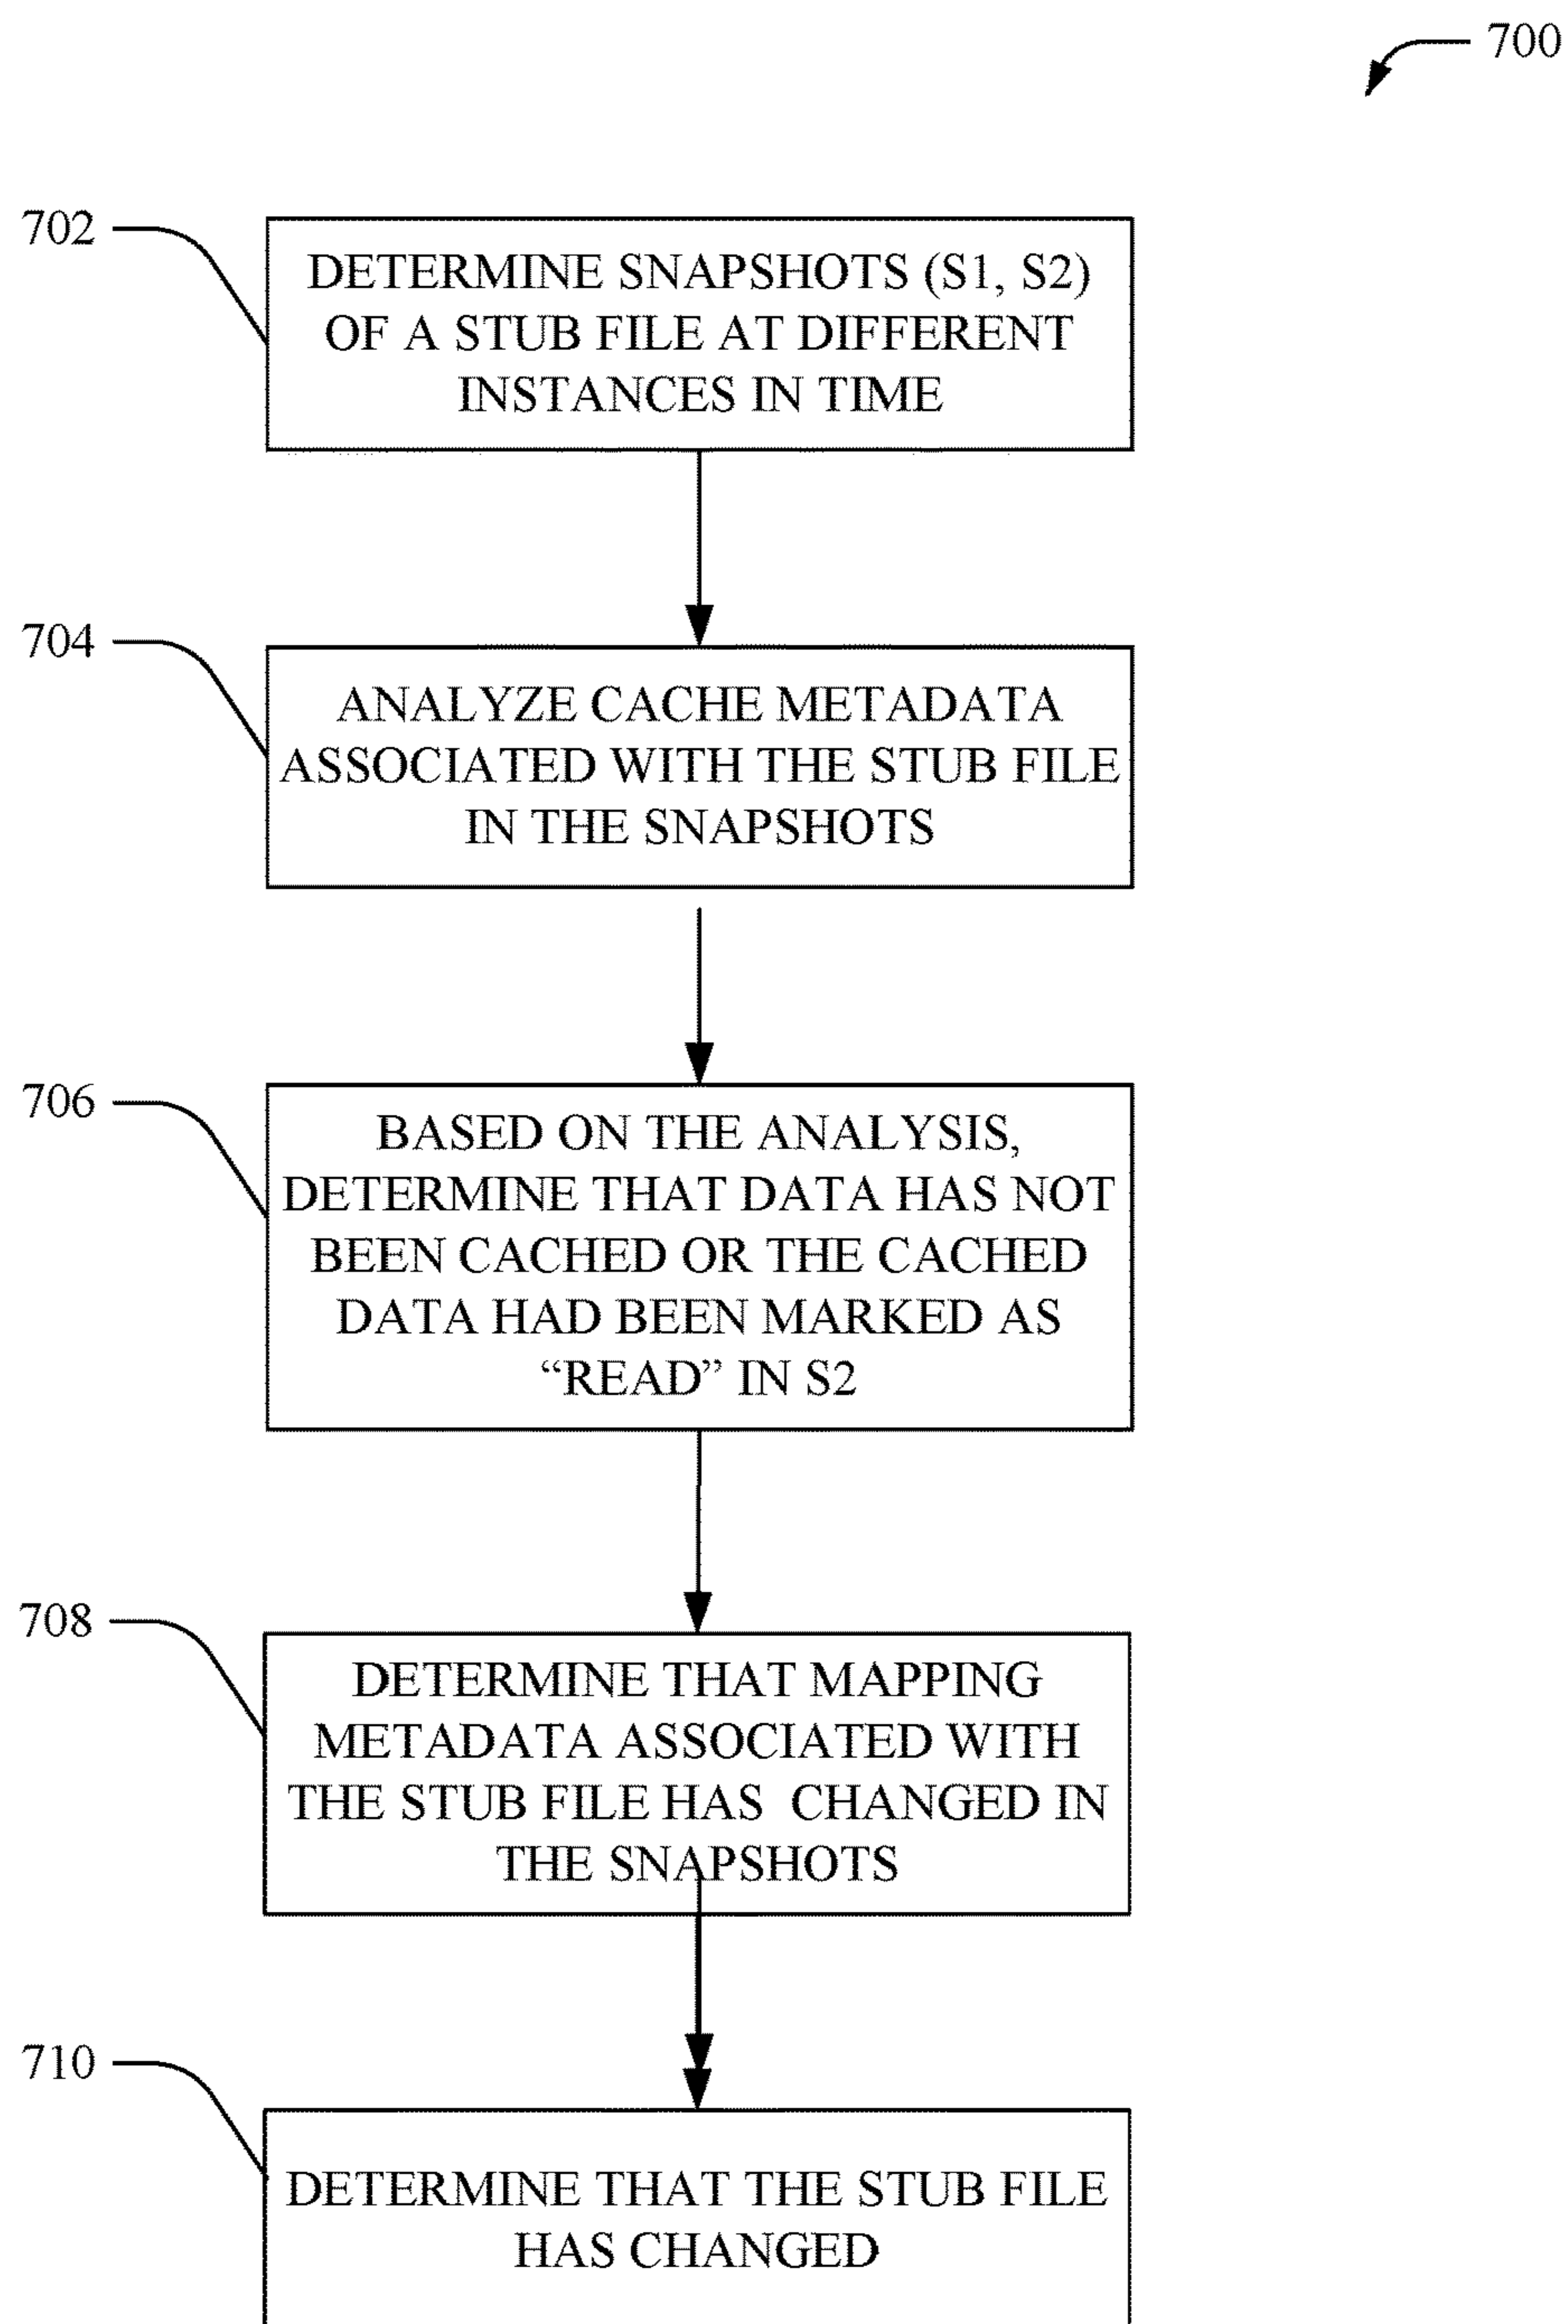 700
702
DETERMINE SNAPSHOTS (S1, S2)
OF A STUB FILE AT DIFFERENT
INSTANCES IN TIME
704
ANALYZE CACHE METADATA
ASSOCIATED WITH THE STUB FILE
IN THE SNAPSHOTS
706
BASED ON THE ANALYSIS,
DETERMINE THAT DATA HAS NOT
BEEN CACHED OR THE CACHED
DATA HAD BEEN MARKED AS
“READ” IN S2
708
DETERMINE THAT MAPPING
METADATA ASSOCIATED WITH
THE STUB FILE HAS  CHANGED IN
THE SNAPSHOTS
710
DETERMINE THAT THE STUB FILE
HAS CHANGED